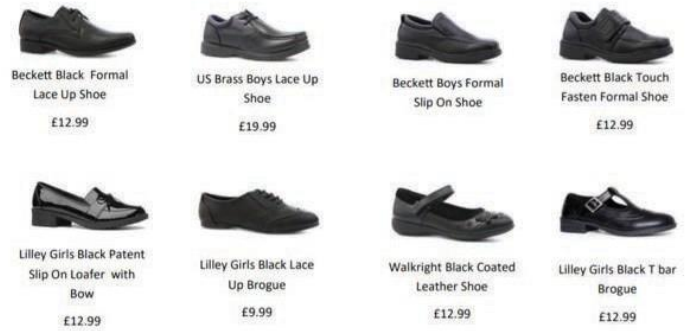 Beckett Black Formal
Lace Up Shoe
£12.99
US Brass Boys Lace Up
Shoe
£19.99
Beckett Boys Formal
Slip On Shoe
Beckett Black Touch
Fasten Formal Shoe
£12.99
Lilley Girls Black Patent
Slip On Loafer with
Bow
£12.99
Lilley Girls Black Lace
Up Brogue
£9.99
Walkright Black Coated
Leather Shoe
£12.99
Lilley Girls Black T bar
Brogue
£12.99